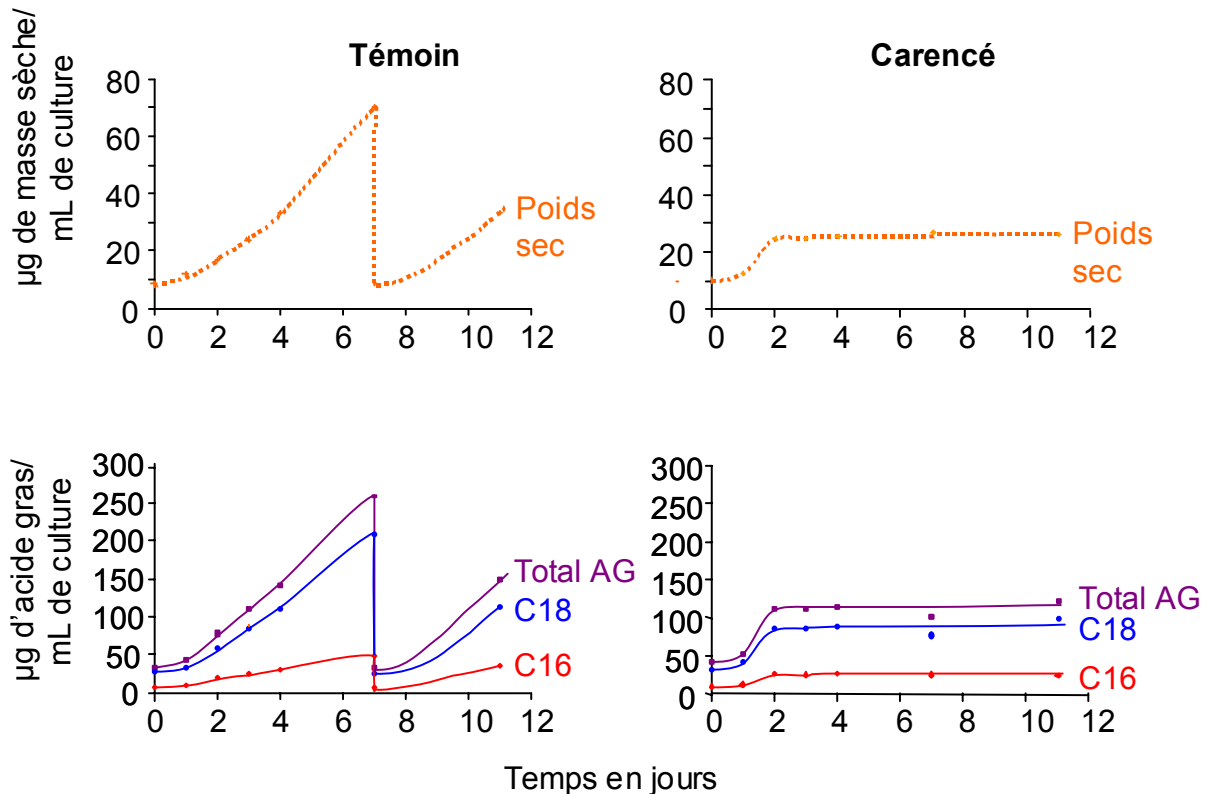 Témoin
Carencé
µg de masse sèche/
mL de culture
80
60
40
20
0
0 2 4 6 8 10 12
Poids
sec
80
60
40
20
0
0 2 4 6 8 10 12
Poids
sec
µg d'acide gras/
mL de culture
300
250
200
150
100
50
0
0 2 4 6 8 10 12
Total AG
C18
C16
300
250
200
150
100
50
0
0 2 4 6 8 10 12
Total AG
C18
C16
Temps en jours